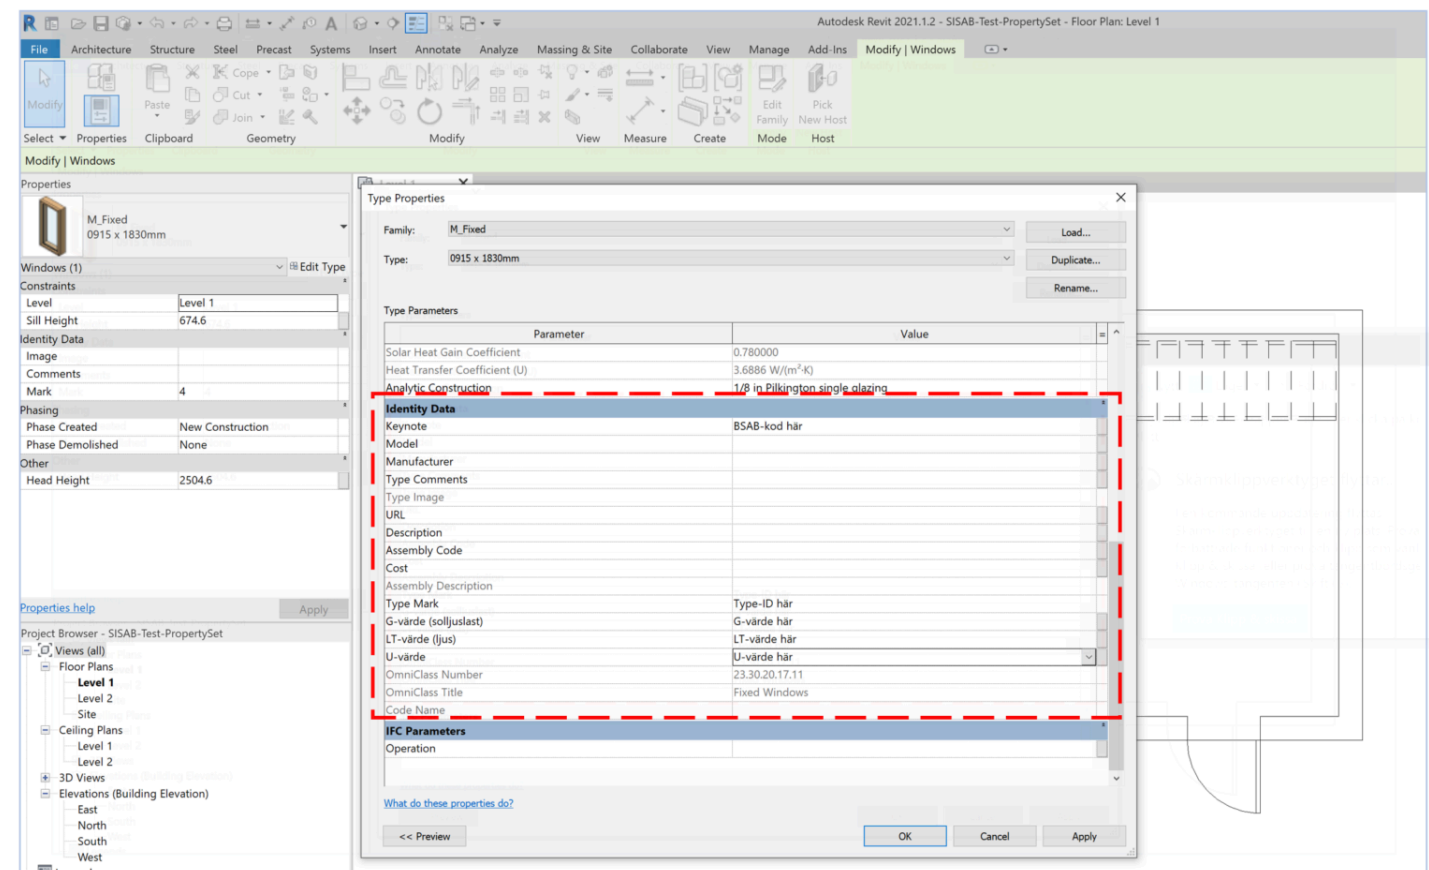 Autodesk Revit 2021.1.2 - SISAB-Test-PropertySet - Floor Plan: Level 1
File Architecture Structure Steel Precast Systems Insert Annotate Analyze Massing & Site Collaborate View Manage Add-Ins Modify | Windows
Modify
Paste
Cope
Cut
Join
Edit Family
Pick New Host
Select Properties Clipboard Geometry Modify View Measure Create Mode Host
Modify | Windows
Properties
M_Fixed
0915 x 1830mm
Windows (1) Edit Type
Constraints
Level Level 1
Sill Height 674.6
Identity Data
Image
Comments
Mark 4
Phasing
Phase Created New Construction
Phase Demolished None
Other
Head Height 2504.6
Properties help Apply
Project Browser - SISAB-Test-PropertySet
Views (all)
Floor Plans
Level 1
Level 2
Site
Ceiling Plans
Level 1
Level 2
3D Views
Elevations (Building Elevation)
East
North
South
West
Type Properties
Family: M_Fixed Load...
Type: 0915 x 1830mm Duplicate...
Rename...
Type Parameters
Parameter Value =
Solar Heat Gain Coefficient 0.780000
Heat Transfer Coefficient (U) 3.6886 W/(m²·K)
Analytic Construction 1/8 in Pilkington single glazing
Identity Data
Keynote BSAB-kod här
Model
Manufacturer
Type Comments
Type Image
URL
Description
Assembly Code
Cost
Assembly Description
Type Mark Type-ID här
G-värde (solljuslast) G-värde här
LT-värde (ljus) LT-värde här
U-värde U-värde här
OmniClass Number 23.30.20.17.11
OmniClass Title Fixed Windows
Code Name
IFC Parameters
Operation
What do these properties do?
<< Preview OK Cancel Apply